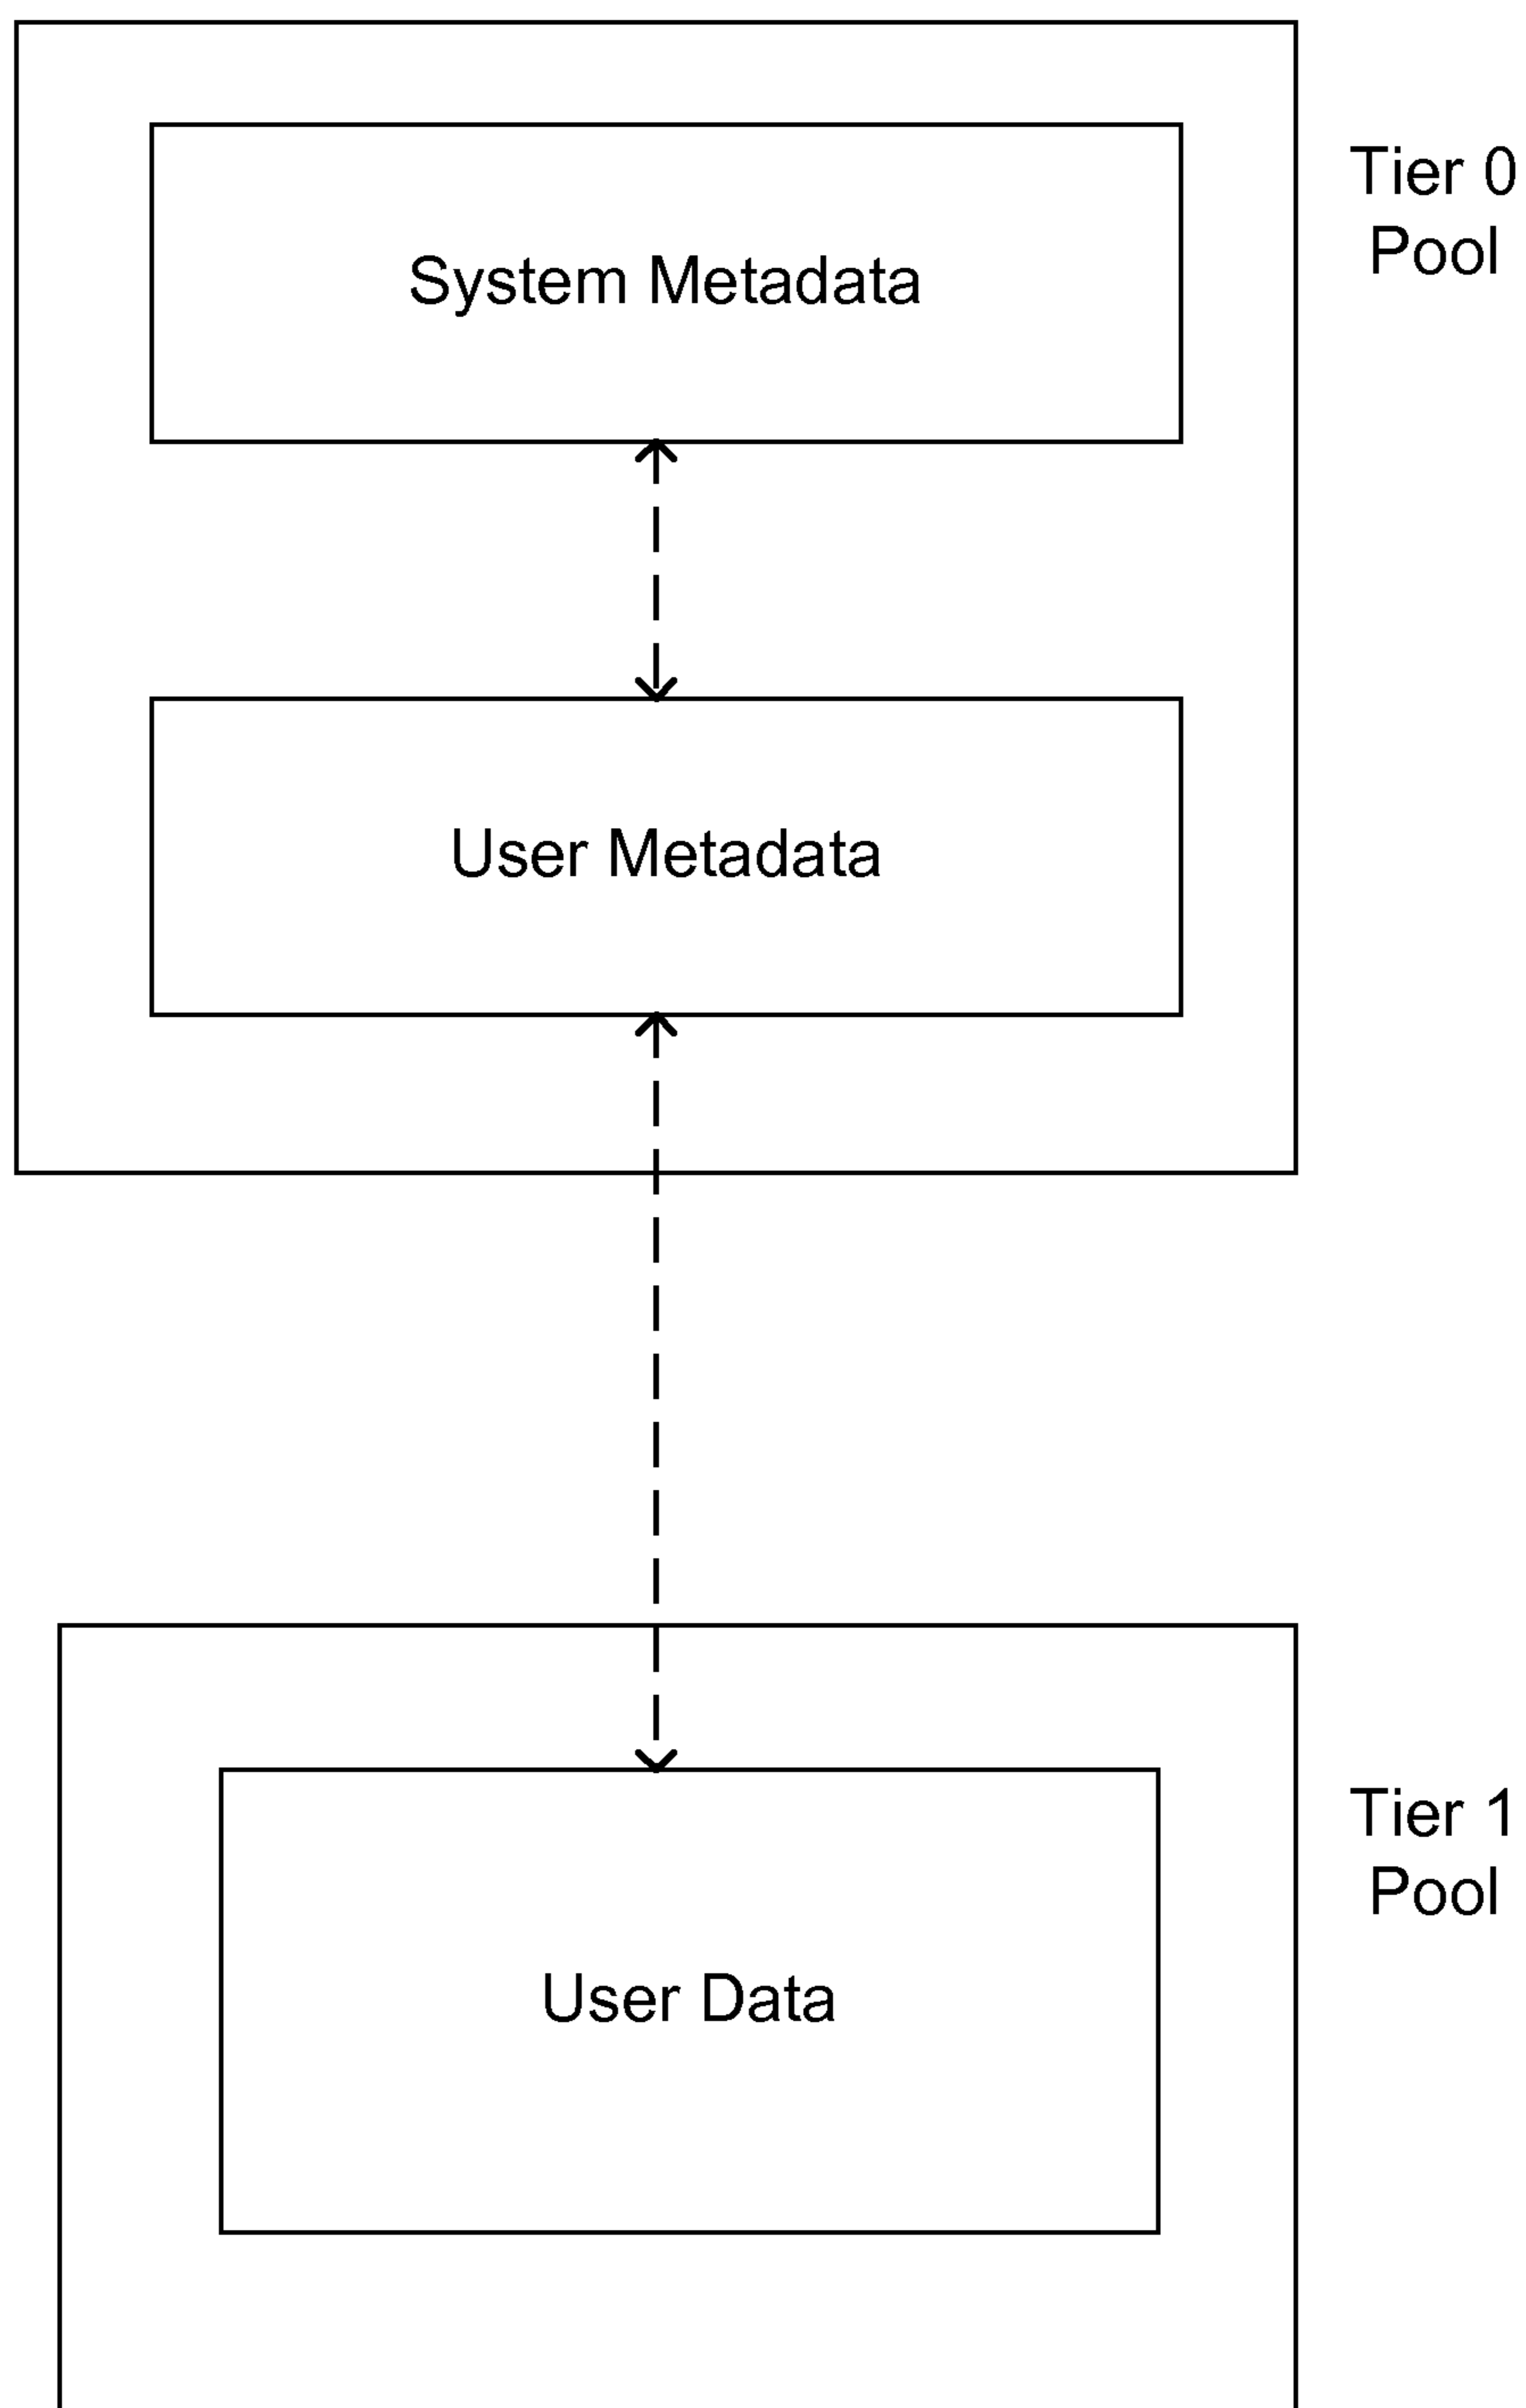 Tier 0
Pool
System Metadata
User Metadata
Tier 1
Pool
User Data